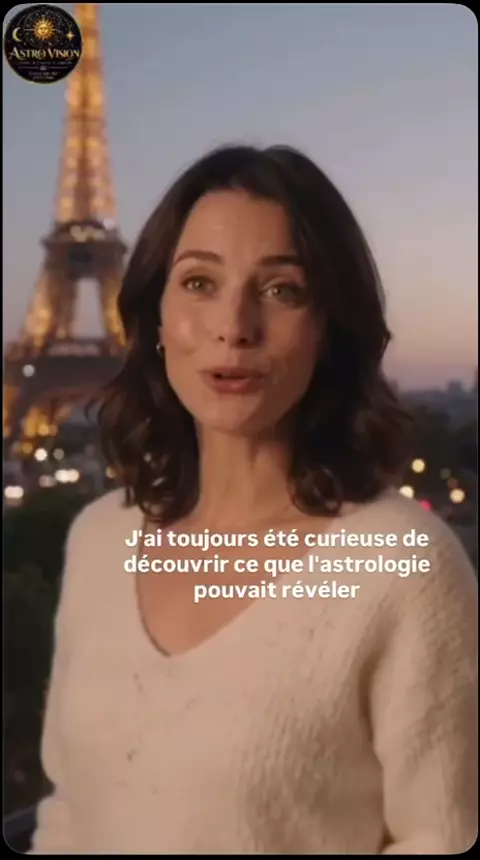 ASTRO VISION
J'ai toujours été curieuse de
découvrir ce que l'astrologie
pouvait révéler